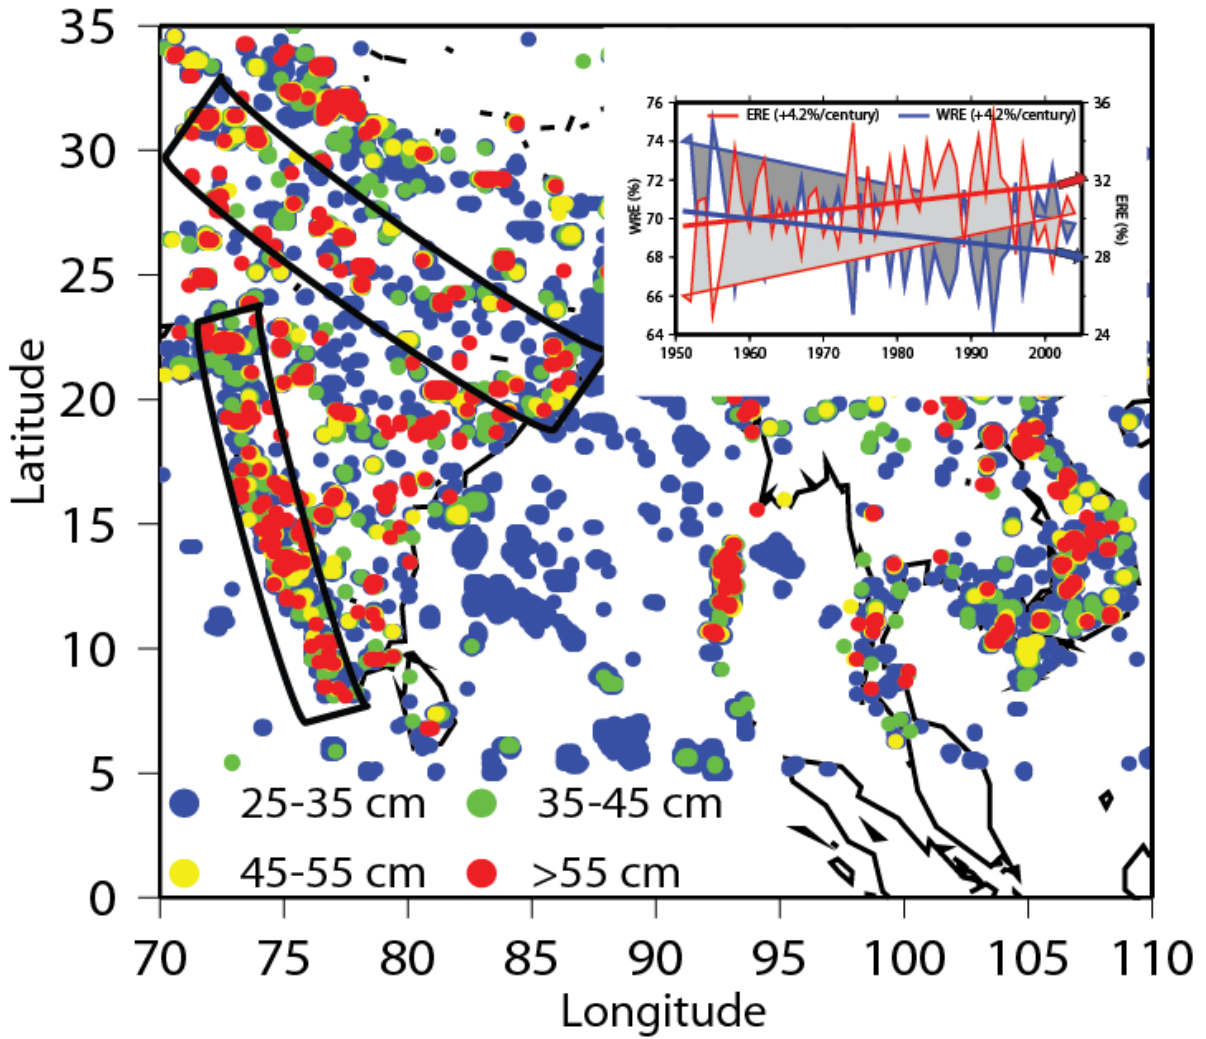 35
30
25
20
15
10
5
0
Latitude
70 75 80 85 90 95 100 105 110
Longitude
25-35 cm 35-45 cm
45-55 cm >55 cm
ERE (+4.2%/century) WRE (+4.2%/century)
76
74
72
70
68
66
64
WRE (%)
36
32
28
24
ERE (%)
1950 1960 1970 1980 1990 2000